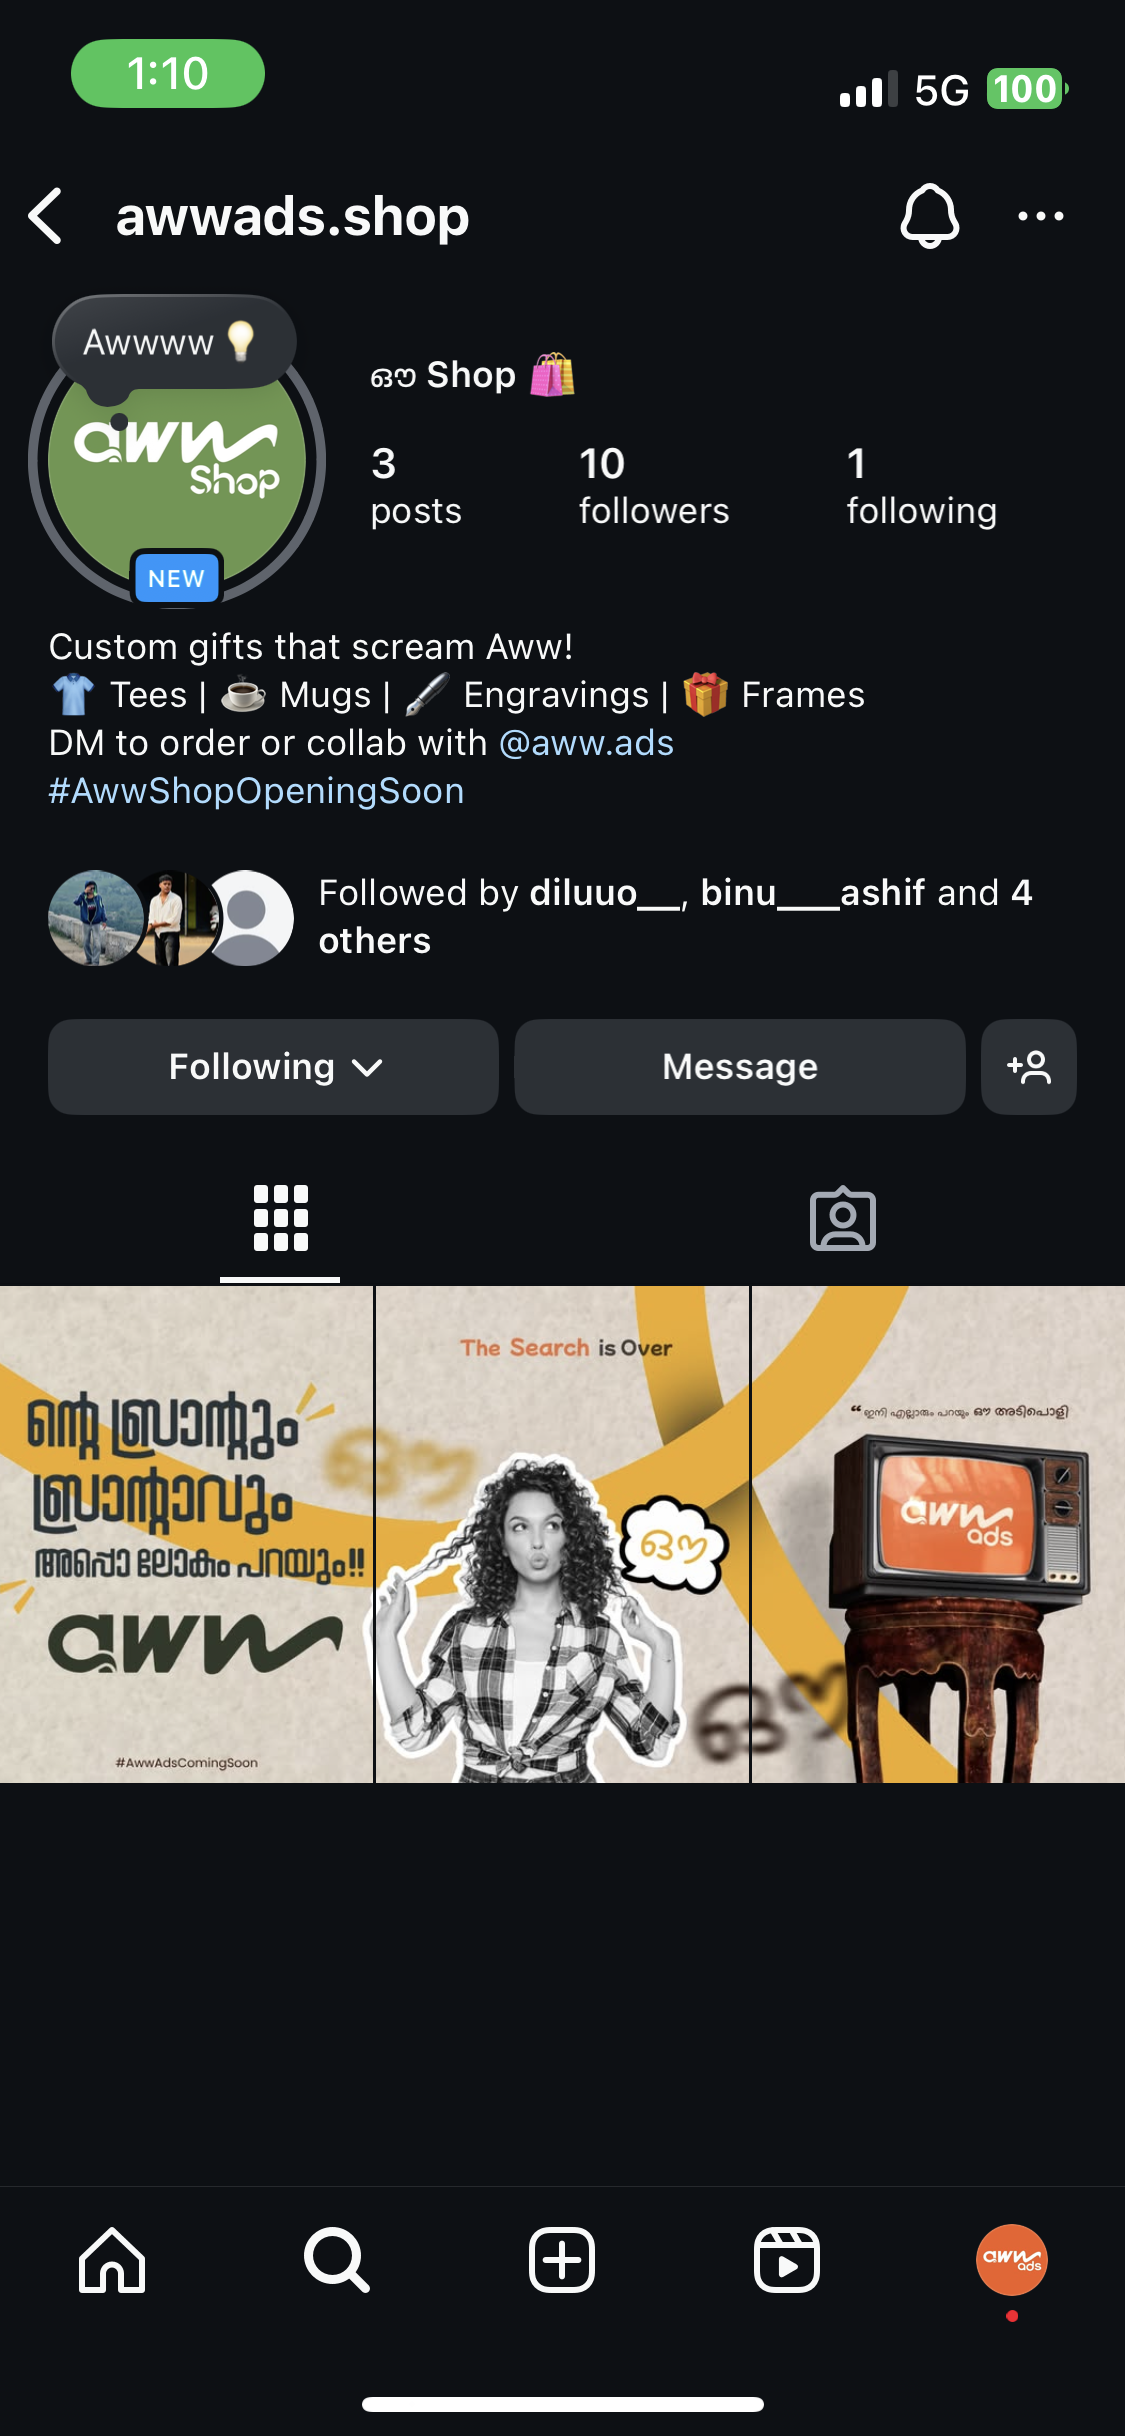 1:10
5G 100
awwads.shop
Awwww 💡
aww
Shop
NEW
ഔ Shop 🛍️
3 10 1
posts followers following
Custom gifts that scream Aww!
👕 Tees | ☕ Mugs | 🖋️ Engravings | 🎁 Frames
DM to order or collab with @aww.ads
#AwwShopOpeningSoon
Followed by diluuo__, binu____ashif and 4
others
Following Message
ന്റെ ബ്രാന്റും
ബ്രാന്റാവും
അപ്പൊ ലോകം പറയും!!
aww
#AwwAdsComingSoon
ഔ
The Search is Over
ഔ
ഔ
“ ഇനി എല്ലാരും പറയും ഔ അടിപൊളി
aww
ads
aww
ads